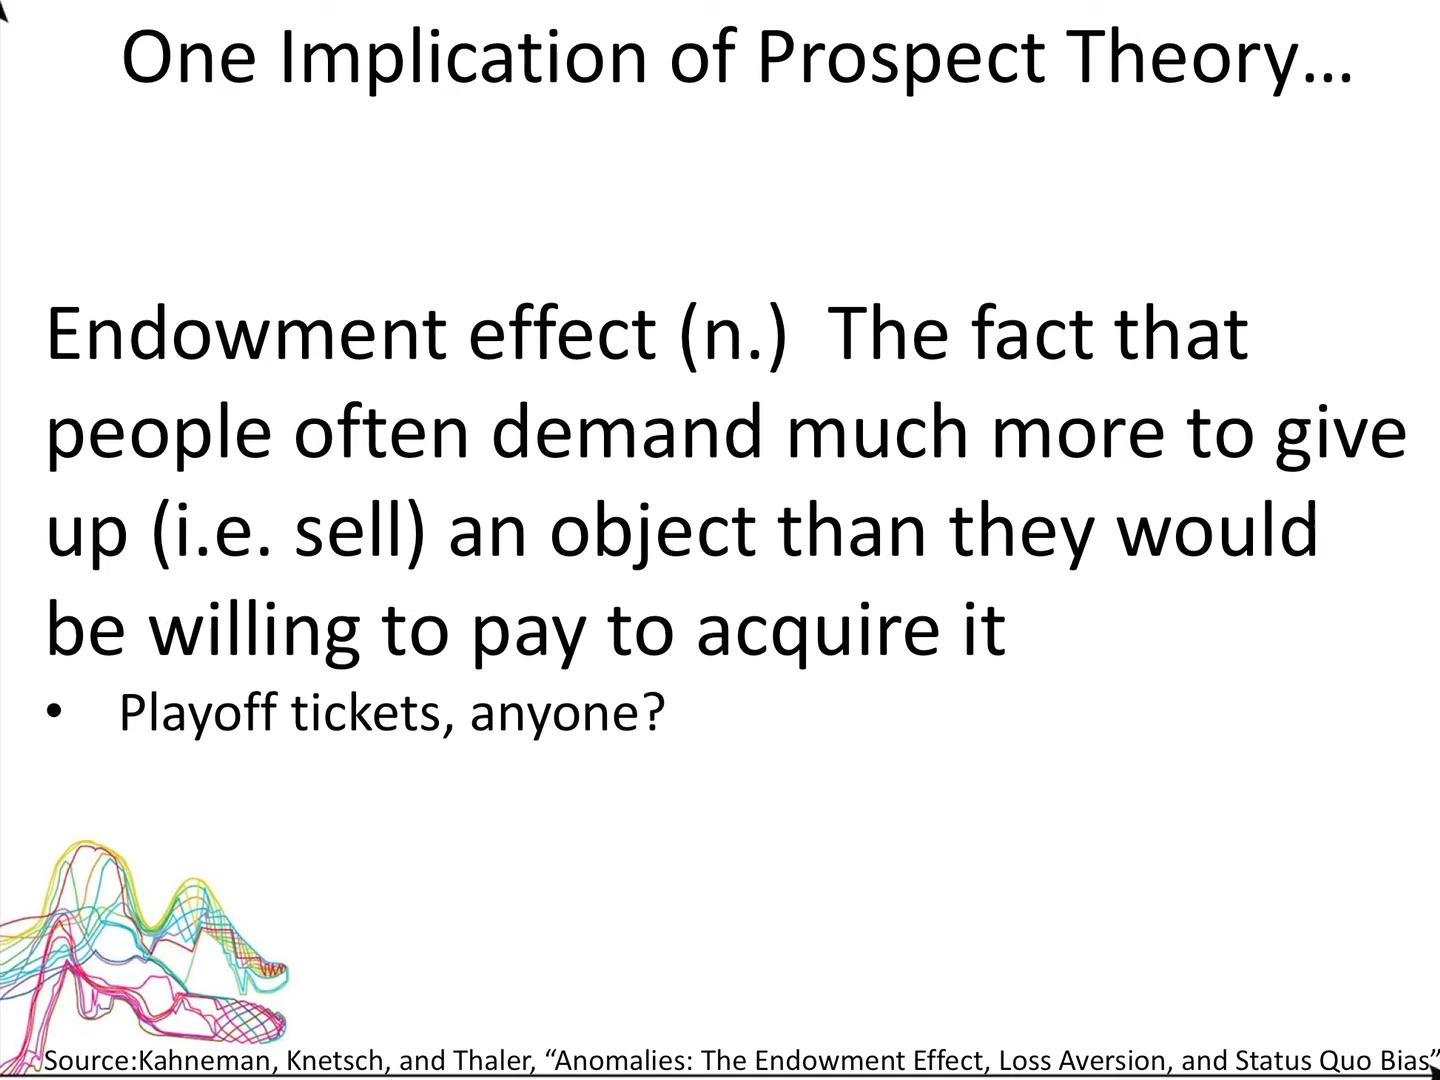 One Implication of Prospect Theory…
Endowment effect (n.)  The fact that
people often demand much more to give
up (i.e. sell) an object than they would
be willing to pay to acquire it
• Playoff tickets, anyone?
Source:Kahneman, Knetsch, and Thaler, “Anomalies: The Endowment Effect, Loss Aversion, and Status Quo Bias”